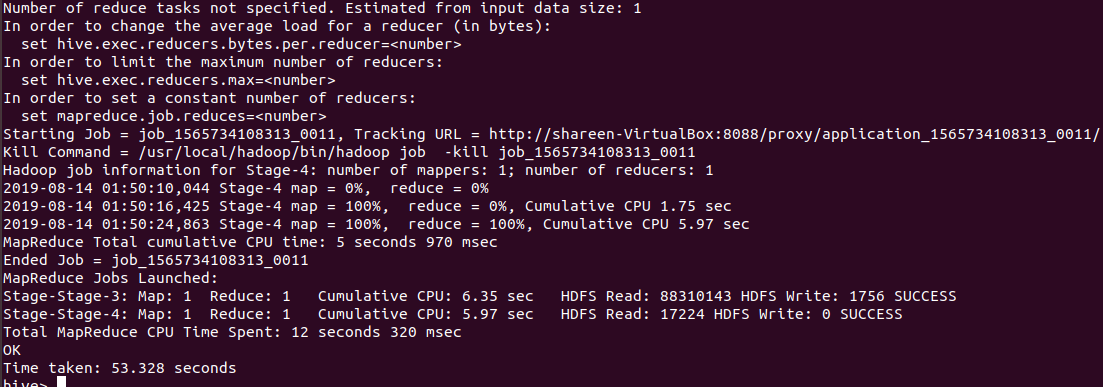 Number of reduce tasks not specified. Estimated from input data size: 1
In order to change the average load for a reducer (in bytes):
  set hive.exec.reducers.bytes.per.reducer=<number>
In order to limit the maximum number of reducers:
  set hive.exec.reducers.max=<number>
In order to set a constant number of reducers:
  set mapreduce.job.reduces=<number>
Starting Job = job_1565734108313_0011, Tracking URL = http://shareen-VirtualBox:8088/proxy/application_1565734108313_0011/
Kill Command = /usr/local/hadoop/bin/hadoop job  -kill job_1565734108313_0011
Hadoop job information for Stage-4: number of mappers: 1; number of reducers: 1
2019-08-14 01:50:10,044 Stage-4 map = 0%,  reduce = 0%
2019-08-14 01:50:16,425 Stage-4 map = 100%,  reduce = 0%, Cumulative CPU 1.75 sec
2019-08-14 01:50:24,863 Stage-4 map = 100%,  reduce = 100%, Cumulative CPU 5.97 sec
MapReduce Total cumulative CPU time: 5 seconds 970 msec
Ended Job = job_1565734108313_0011
MapReduce Jobs Launched:
Stage-Stage-3: Map: 1  Reduce: 1   Cumulative CPU: 6.35 sec   HDFS Read: 88310143 HDFS Write: 1756 SUCCESS
Stage-Stage-4: Map: 1  Reduce: 1   Cumulative CPU: 5.97 sec   HDFS Read: 17224 HDFS Write: 0 SUCCESS
Total MapReduce CPU Time Spent: 12 seconds 320 msec
OK
Time taken: 53.328 seconds
hive>